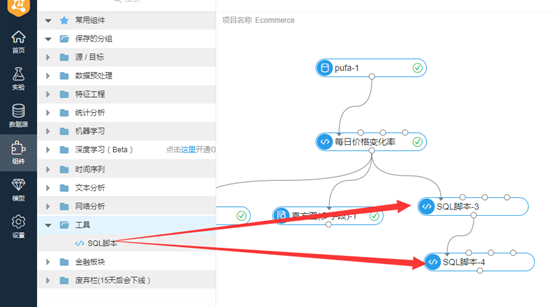 常用组件
保存的分组
源 / 目标
数据预处理
特征工程
统计分析
机器学习
深度学习（Beta） 点击这里开通G
时间序列
文本分析
网络分析
工具
SQL脚本
金融板块
废弃栏(15天后会下线）
首页
实验
数据源
组件
模型
设置
项目名称 Ecommerce
pufa-1
每日价格变化率
SQL脚本-3
SQL脚本-4